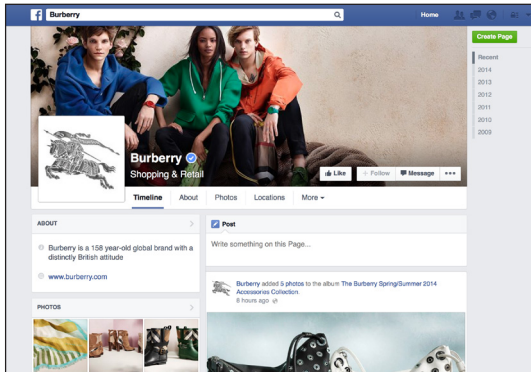 Burberry
Home
Create Page
Recent
2014
2013
2012
2011
2010
2009
Burberry
Shopping & Retail
Like
Follow
Message
Timeline
About
Photos
Locations
More
ABOUT
Burberry is a 158 year-old global brand with a
distinctly British attitude
www.burberry.com
PHOTOS
Post
Write something on this Page...
Burberry added 5 photos to the album The Burberry Spring/Summer 2014
Accessories Collection.
8 hours ago